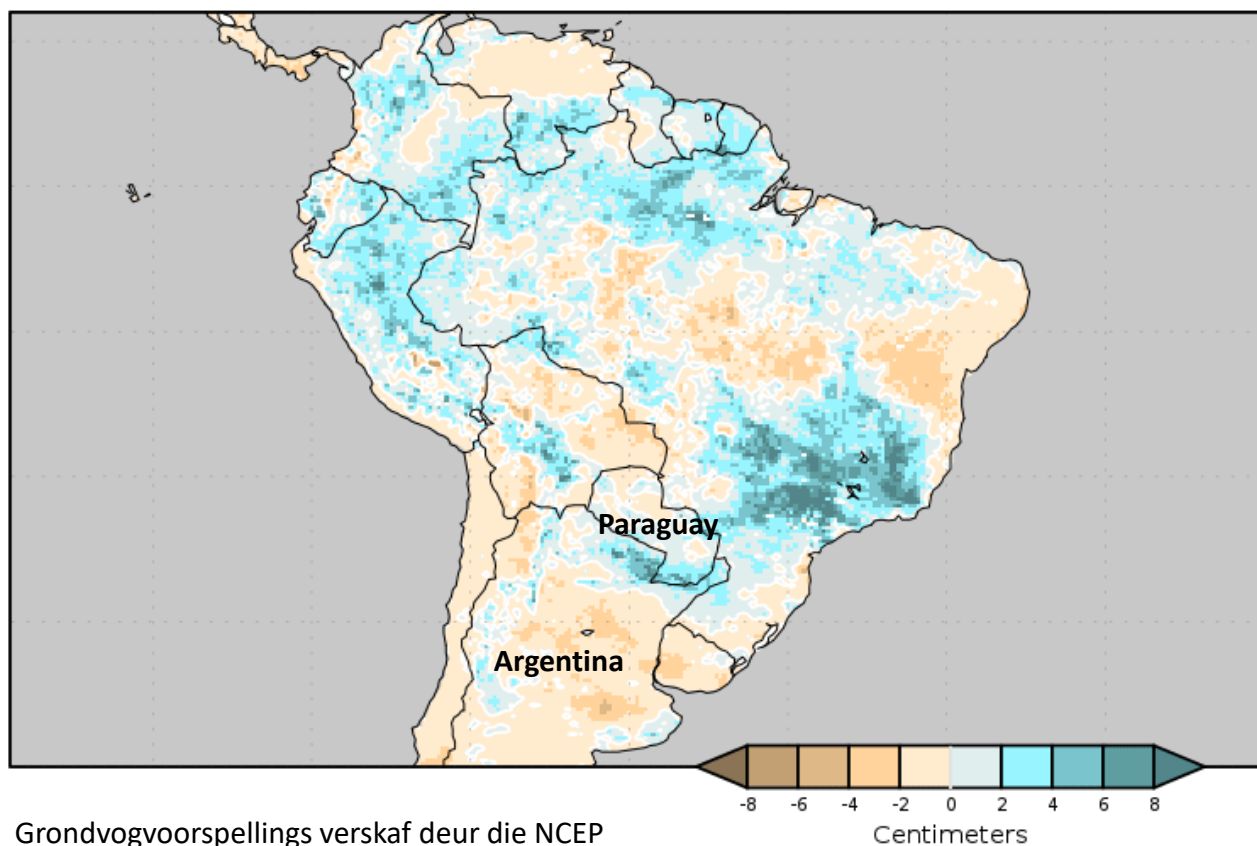 Paraguay
Argentina
-8 -6 -4 -2 0 2 4 6 8
Centimeters
Grondvogvoorspellings verskaf deur die NCEP